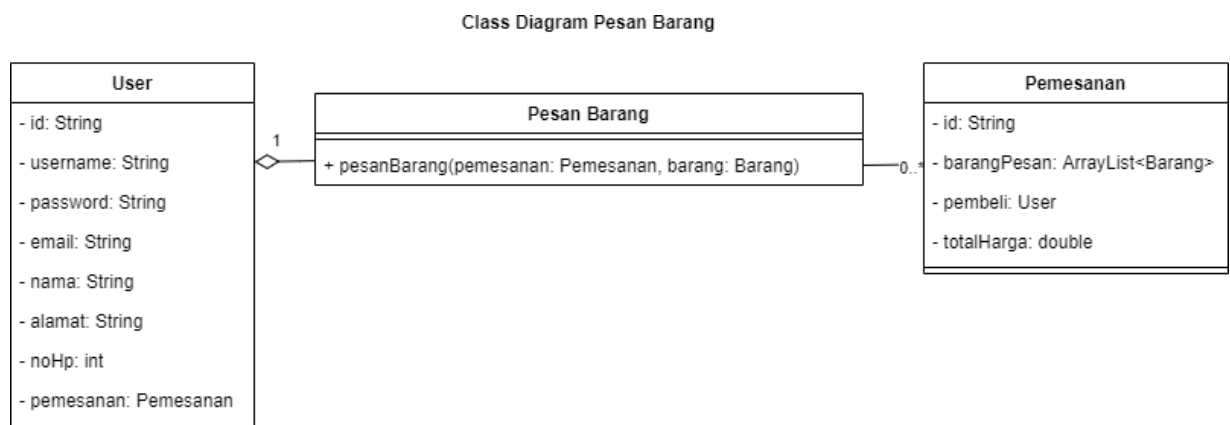 Class Diagram Pesan Barang
User
- id: String
- username: String
- password: String
- email: String
- nama: String
- alamat: String
- noHp: int
- pemesanan: Pemesanan
1
Pesan Barang
+ pesanBarang(pemesanan: Pemesanan, barang: Barang)
0..*
Pemesanan
- id: String
- barangPesan: ArrayList<Barang>
- pembeli: User
- totalHarga: double